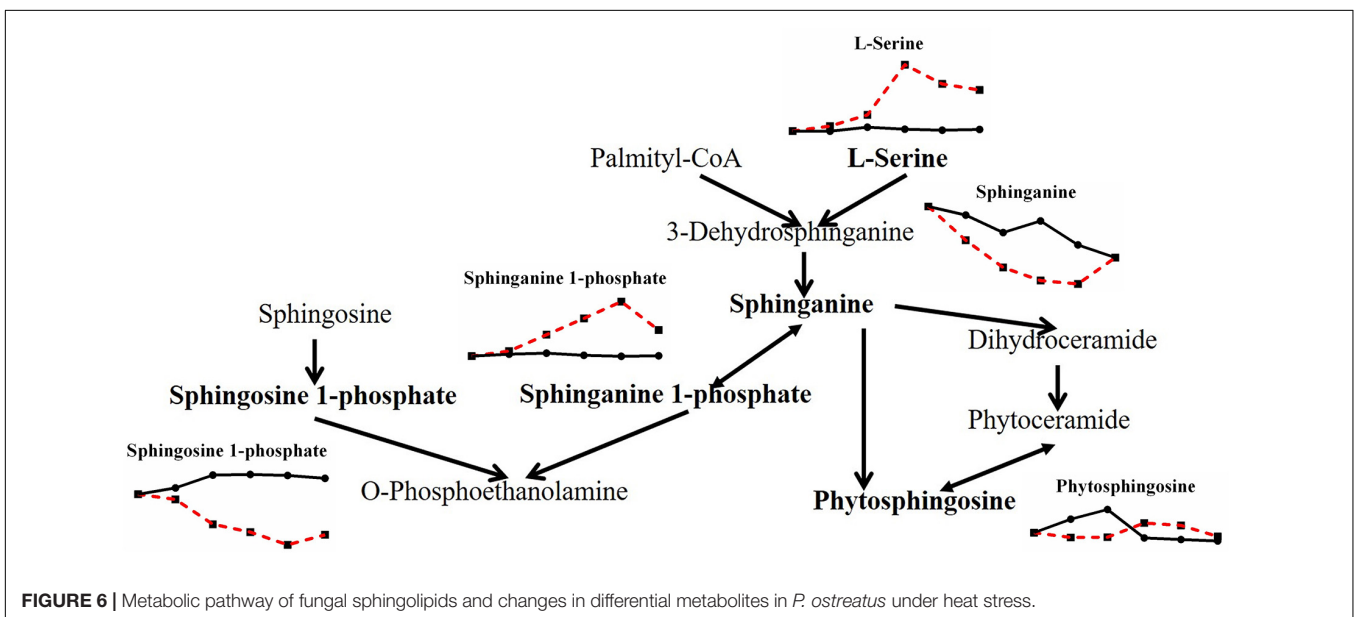 L-Serine
Palmityl-CoA
L-Serine
Sphinganine
3-Dehydrosphinganine
Sphinganine 1-phosphate
Sphinganine
Sphingosine
Dihydroceramide
Sphingosine 1-phosphate
Sphinganine 1-phosphate
Phytoceramide
Sphingosine 1-phosphate
O-Phosphoethanolamine
Phytosphingosine
Phytosphingosine
FIGURE 6 | Metabolic pathway of fungal sphingolipids and changes in differential metabolites in P. ostreatus under heat stress.